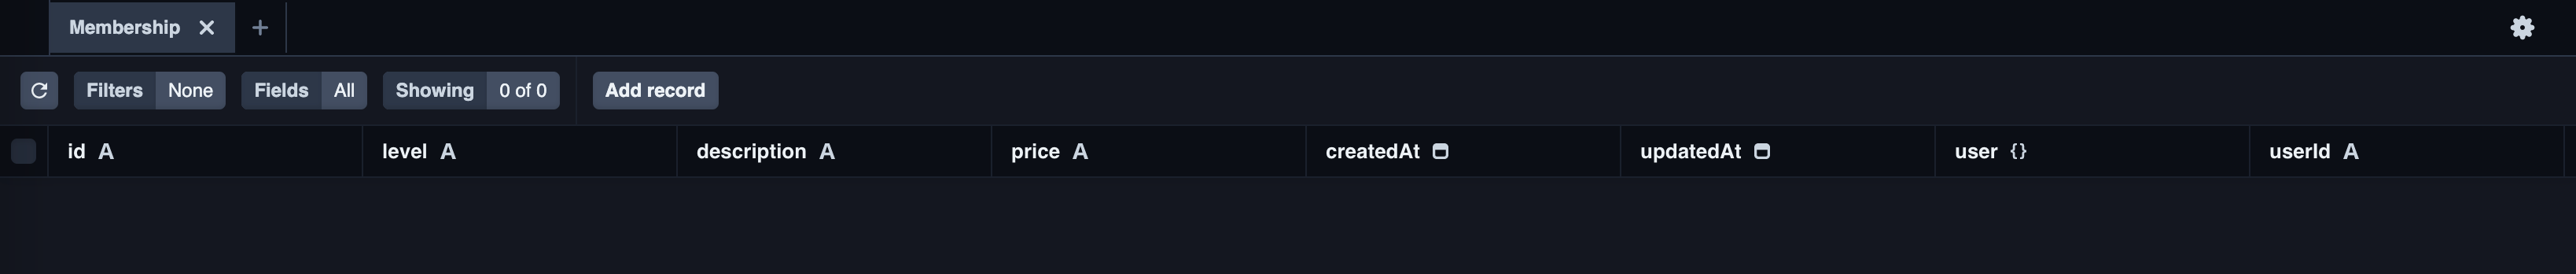 Membership
Filters None Fields All Showing 0 of 0 Add record
id A level A description A price A createdAt updatedAt user {} userId A